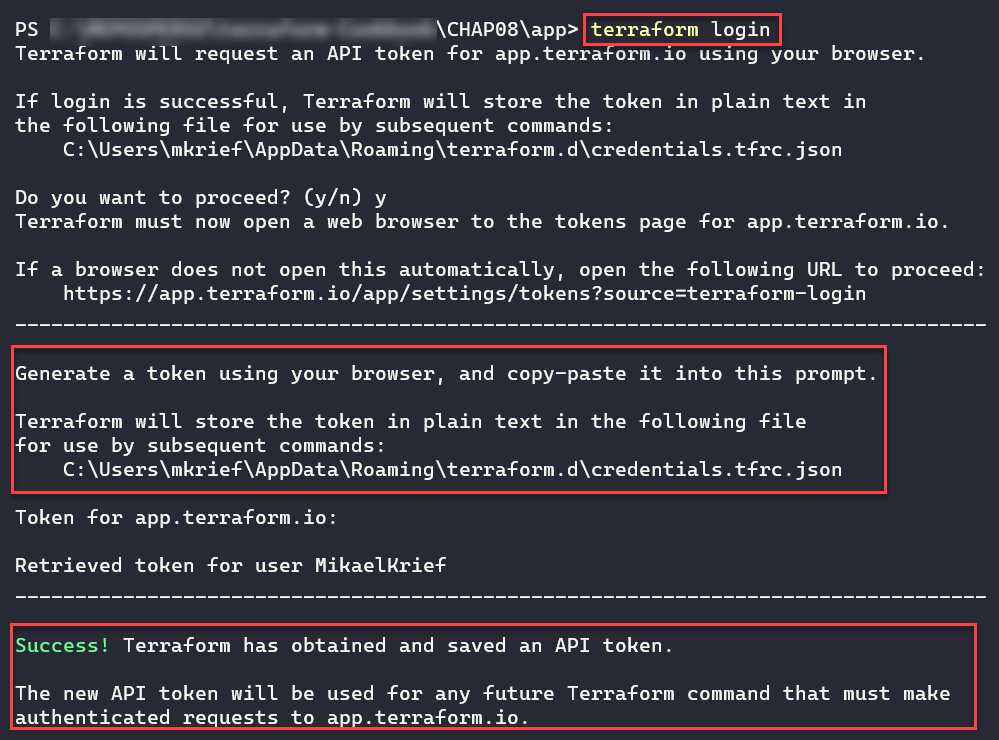 PS \CHAP08\app> terraform login
Terraform will request an API token for app.terraform.io using your browser.
If login is successful, Terraform will store the token in plain text in
the following file for use by subsequent commands:
C:\Users\mkrief\AppData\Roaming\terraform.d\credentials.tfrc.json
Do you want to proceed? (y/n) y
Terraform must now open a web browser to the tokens page for app.terraform.io.
If a browser does not open this automatically, open the following URL to proceed:
https://app.terraform.io/app/settings/tokens?source=terraform-login
---------------------------------------------------------------------------------
Generate a token using your browser, and copy-paste it into this prompt.
Terraform will store the token in plain text in the following file
for use by subsequent commands:
C:\Users\mkrief\AppData\Roaming\terraform.d\credentials.tfrc.json
Token for app.terraform.io:
Retrieved token for user MikaelKrief
---------------------------------------------------------------------------------
Success! Terraform has obtained and saved an API token.
The new API token will be used for any future Terraform command that must make
authenticated requests to app.terraform.io.